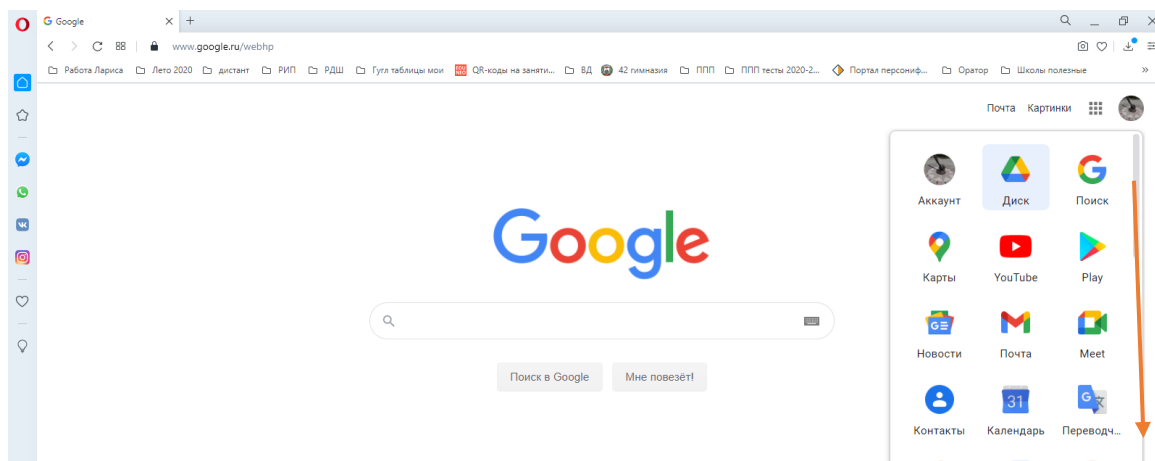 Google
www.google.ru/webhp
Работа Лариса Лето 2020 дистант РИП РДШ Гугл таблицы мои QR-коды на заняти... ВД 42 гимназия ППП ППП тесты 2020-2... Портал персониф... Оратор Школы полезные »
Почта Картинки
Аккаунт Диск Поиск
Google
Карты YouTube Play
GE
Новости Почта Meet
Поиск в Google Мне повезёт!
31 G
Контакты Календарь Переводч...